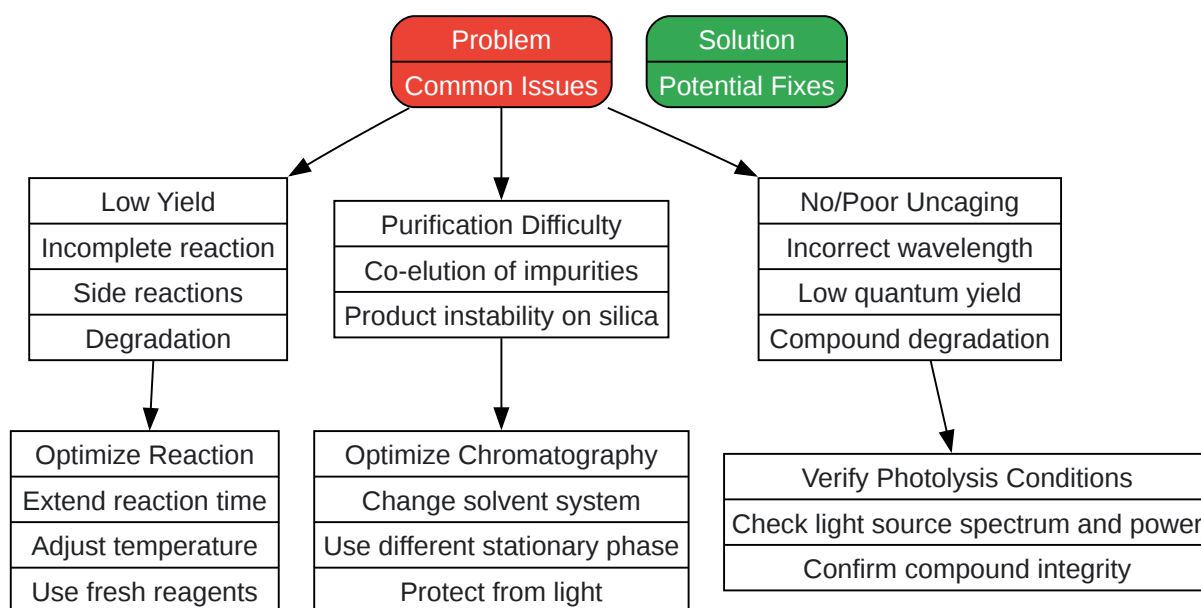 Problem
Common Issues
Solution
Potential Fixes
Low Yield
Incomplete reaction
Side reactions
Degradation
Purification Difficulty
Co-elution of impurities
Product instability on silica
No/Poor Uncaging
Incorrect wavelength
Low quantum yield
Compound degradation
Optimize Reaction
Extend reaction time
Adjust temperature
Use fresh reagents
Optimize Chromatography
Change solvent system
Use different stationary phase
Protect from light
Verify Photolysis Conditions
Check light source spectrum and power
Confirm compound integrity